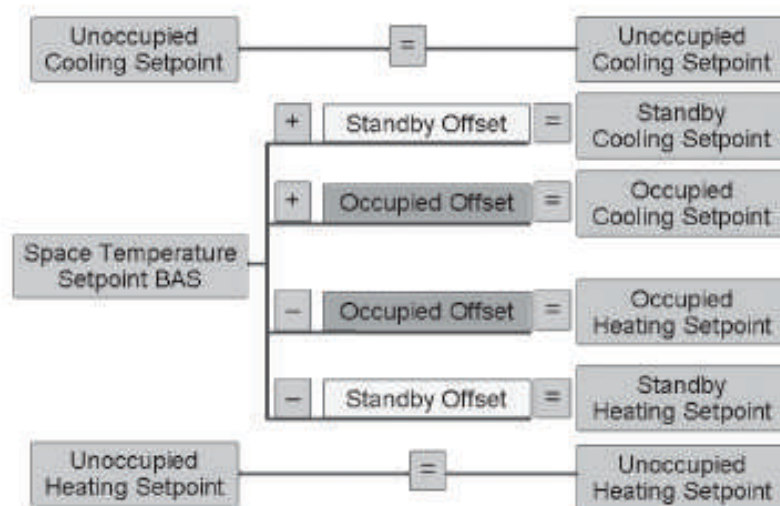 Unoccupied
Cooling Setpoint
=
Unoccupied
Cooling Setpoint
+
Standby Offset
=
Standby
Cooling Setpoint
+
Occupied Offset
=
Occupied
Cooling Setpoint
Space Temperature
Setpoint BAS
–
Occupied Offset
=
Occupied
Heating Setpoint
–
Standby Offset
=
Standby
Heating Setpoint
Unoccupied
Heating Setpoint
=
Unoccupied
Heating Setpoint